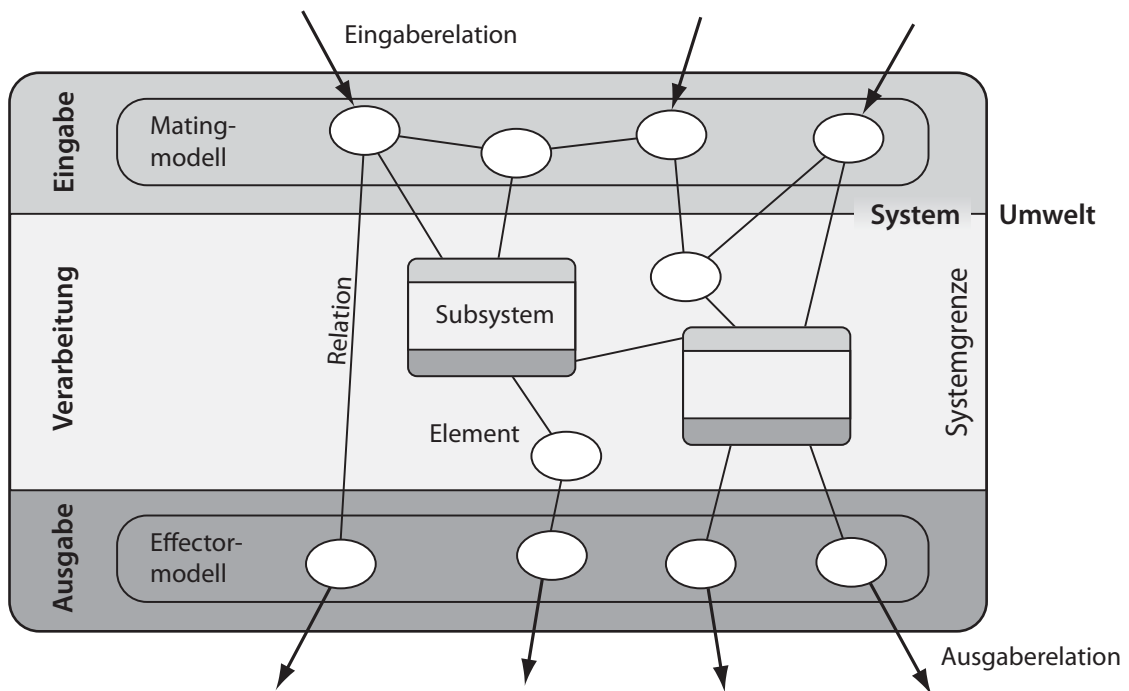 Eingaberelation
Eingabe
Mating-
modell
System
Umwelt
Verarbeitung
Relation
Subsystem
Systemgrenze
Element
Ausgabe
Effector-
modell
Ausgaberelation